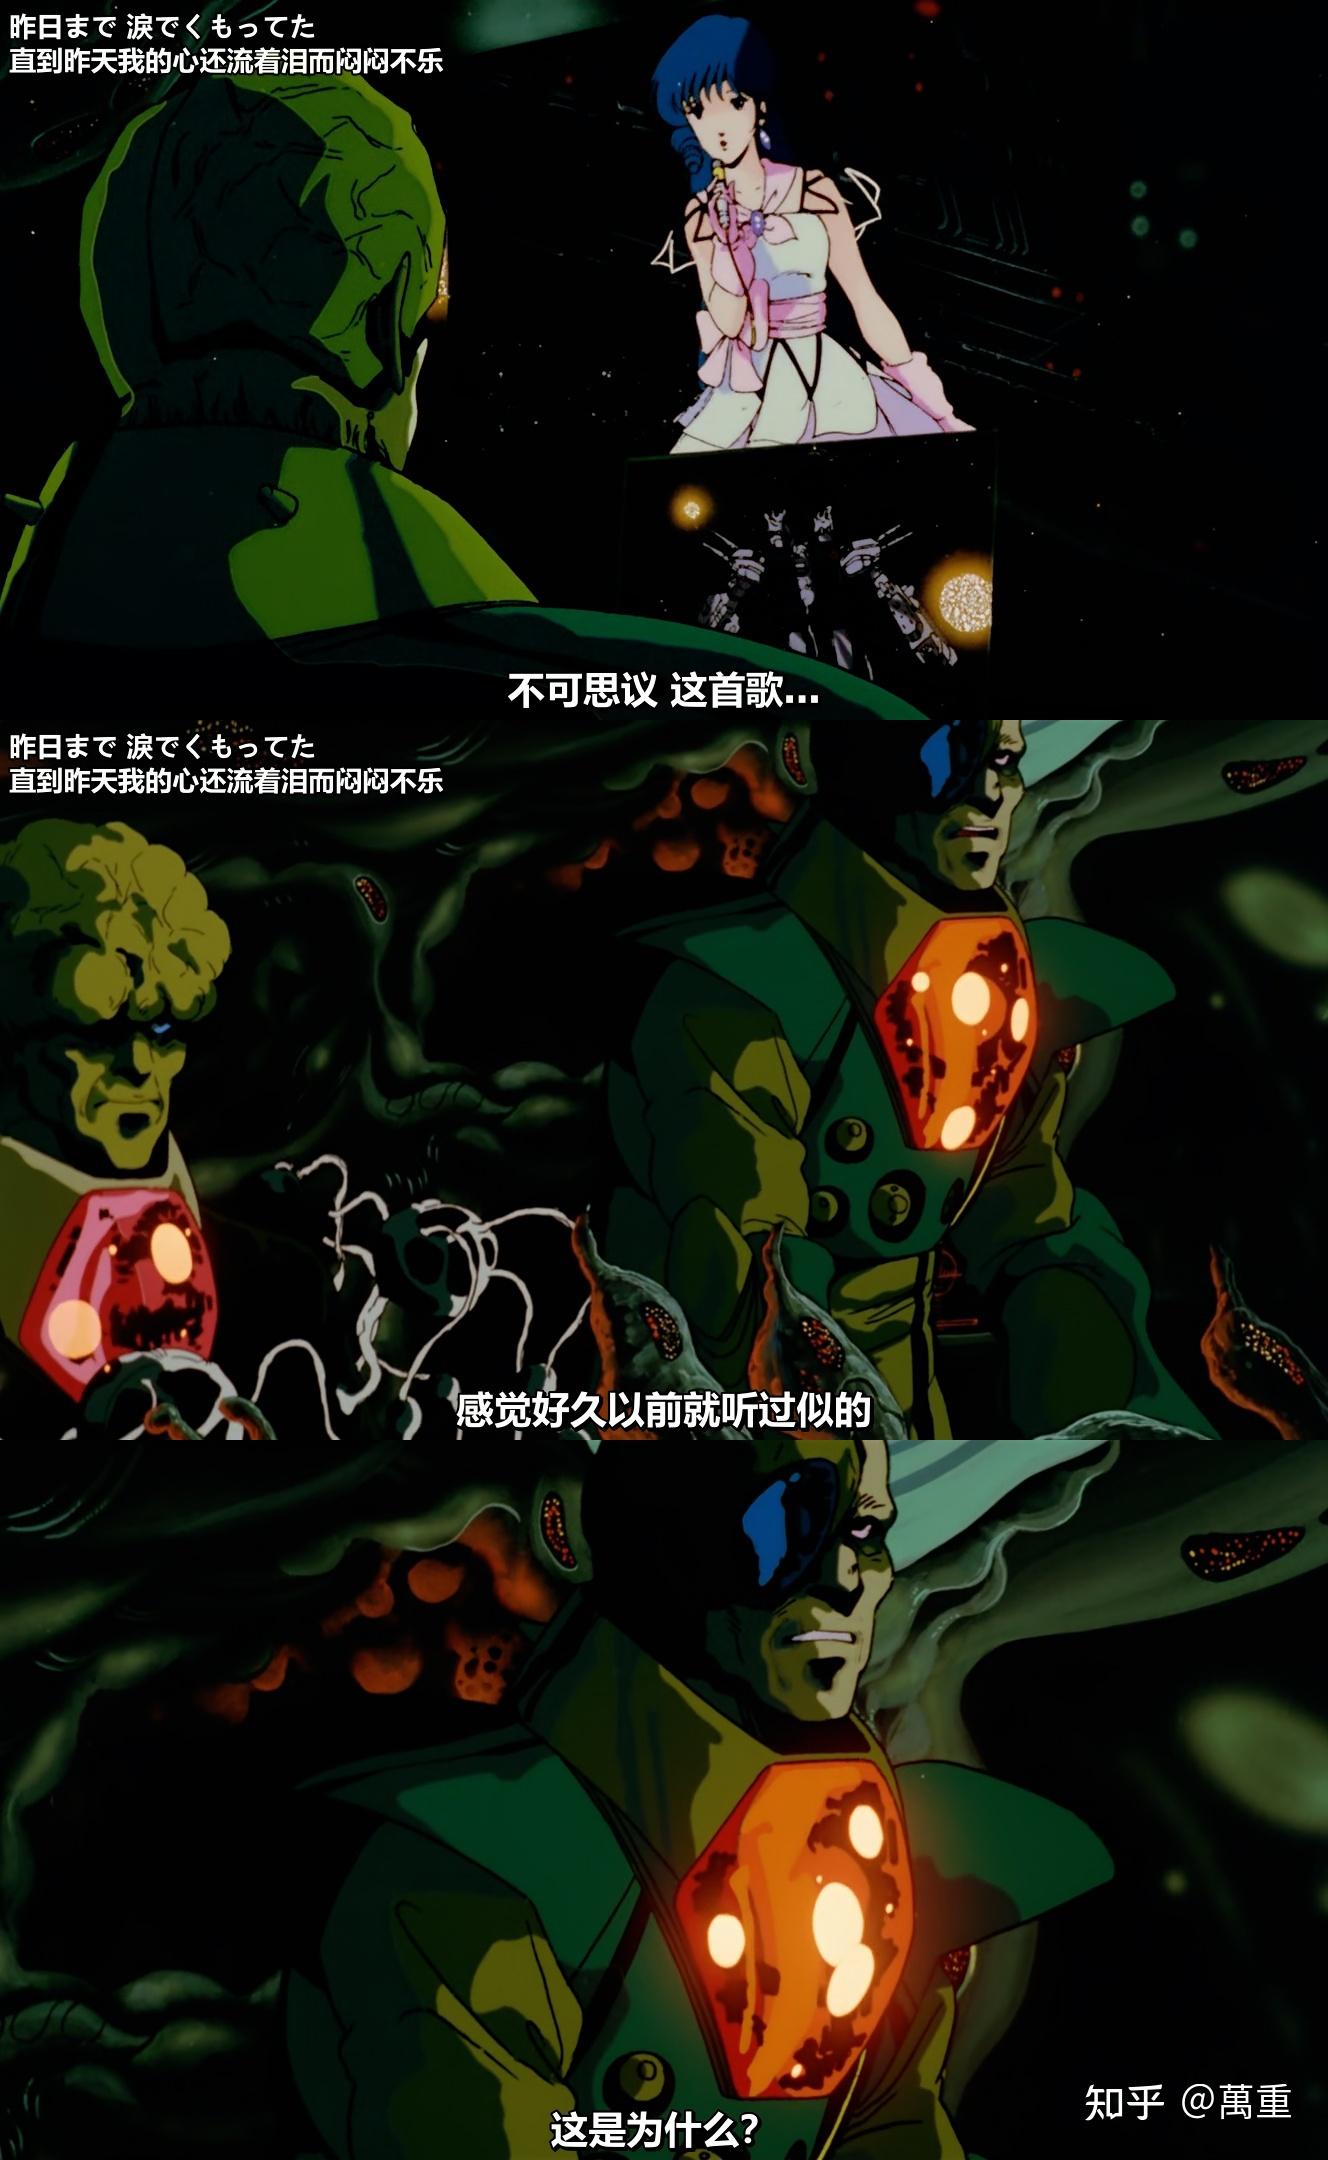 昨日まで 涙でくもってた
直到昨天我的心还流着泪而闷闷不乐
不可思议 这首歌...
昨日まで 涙でくもってた
直到昨天我的心还流着泪而闷闷不乐
感觉好久以前就听过似的
这是为什么?
知乎 @萬重